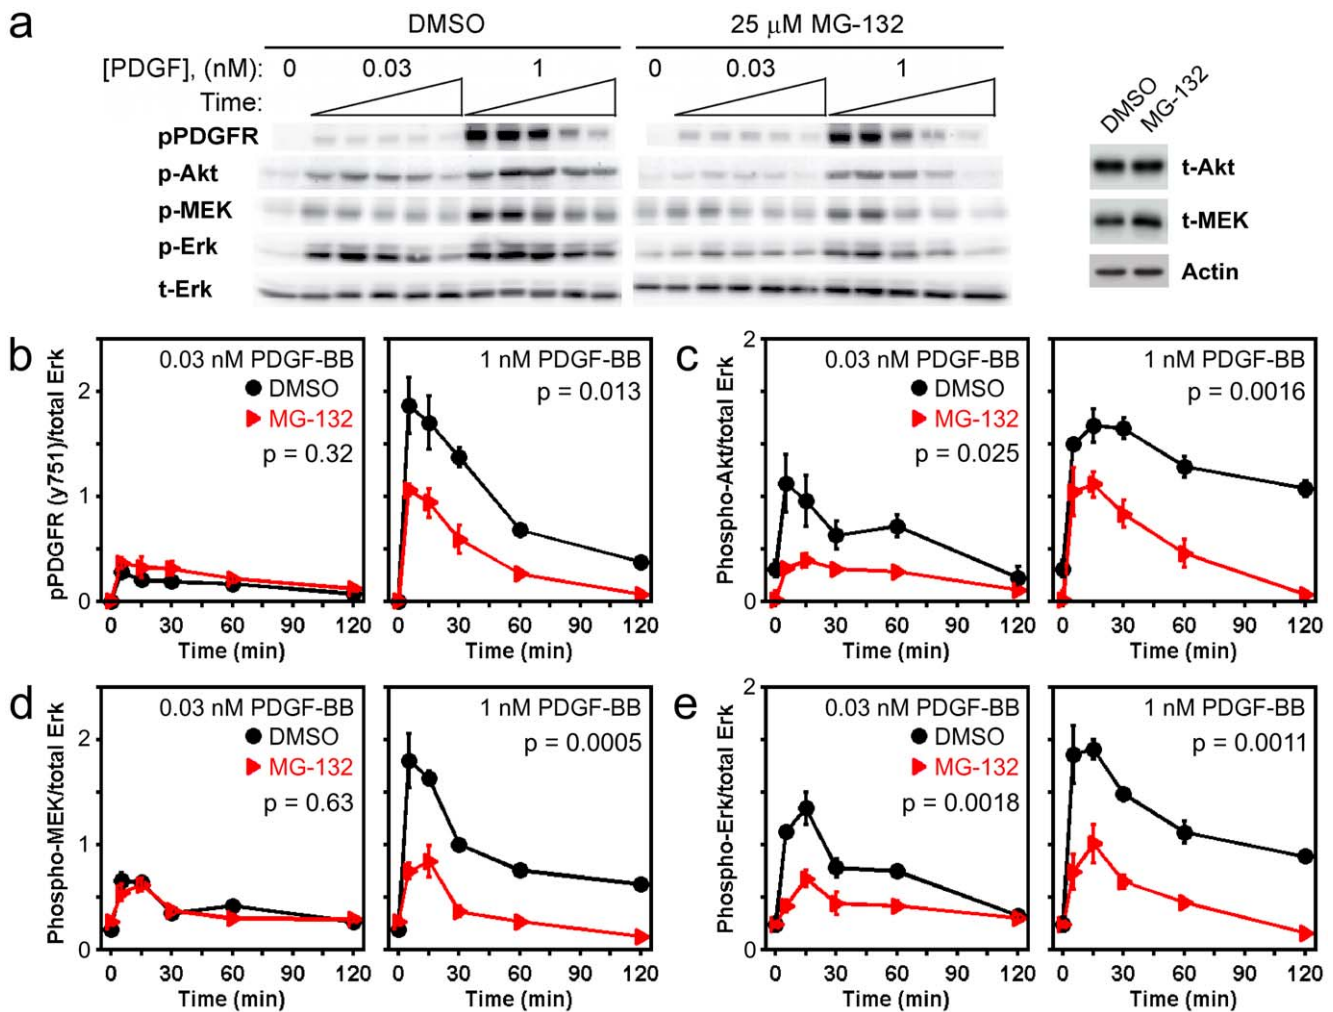 a
DMSO
25 μM MG-132
[PDGF], (nM): 0 0.03 1 0 0.03 1
Time:
pPDGFR
p-Akt
p-MEK
p-Erk
t-Erk
DMSO
MG-132
t-Akt
t-MEK
Actin
b
pPDGFR (y751)/total Erk
2
1
0
0.03 nM PDGF-BB
DMSO
MG-132
p = 0.32
0 30 60 90 120
Time (min)
1 nM PDGF-BB
p = 0.013
0 30 60 90 120
Time (min)
c
Phospho-Akt/total Erk
2
1
0
0.03 nM PDGF-BB
DMSO
MG-132
p = 0.025
0 30 60 90 120
Time (min)
1 nM PDGF-BB
p = 0.0016
0 30 60 90 120
Time (min)
d
Phospho-MEK/total Erk
2
1
0
0.03 nM PDGF-BB
DMSO
MG-132
p = 0.63
0 30 60 90 120
Time (min)
1 nM PDGF-BB
p = 0.0005
0 30 60 90 120
Time (min)
e
Phospho-Erk/total Erk
2
1
0
0.03 nM PDGF-BB
DMSO
MG-132
p = 0.0018
0 30 60 90 120
Time (min)
1 nM PDGF-BB
p = 0.0011
0 30 60 90 120
Time (min)